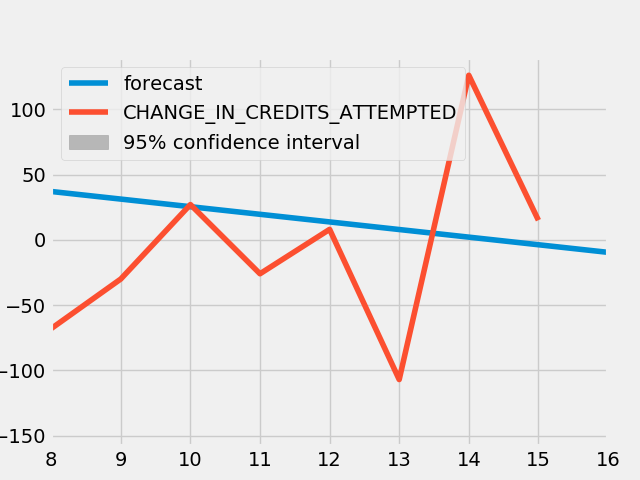 forecast
CHANGE_IN_CREDITS_ATTEMPTED
95% confidence interval
100
50
0
−50
−100
−150
8 9 10 11 12 13 14 15 16